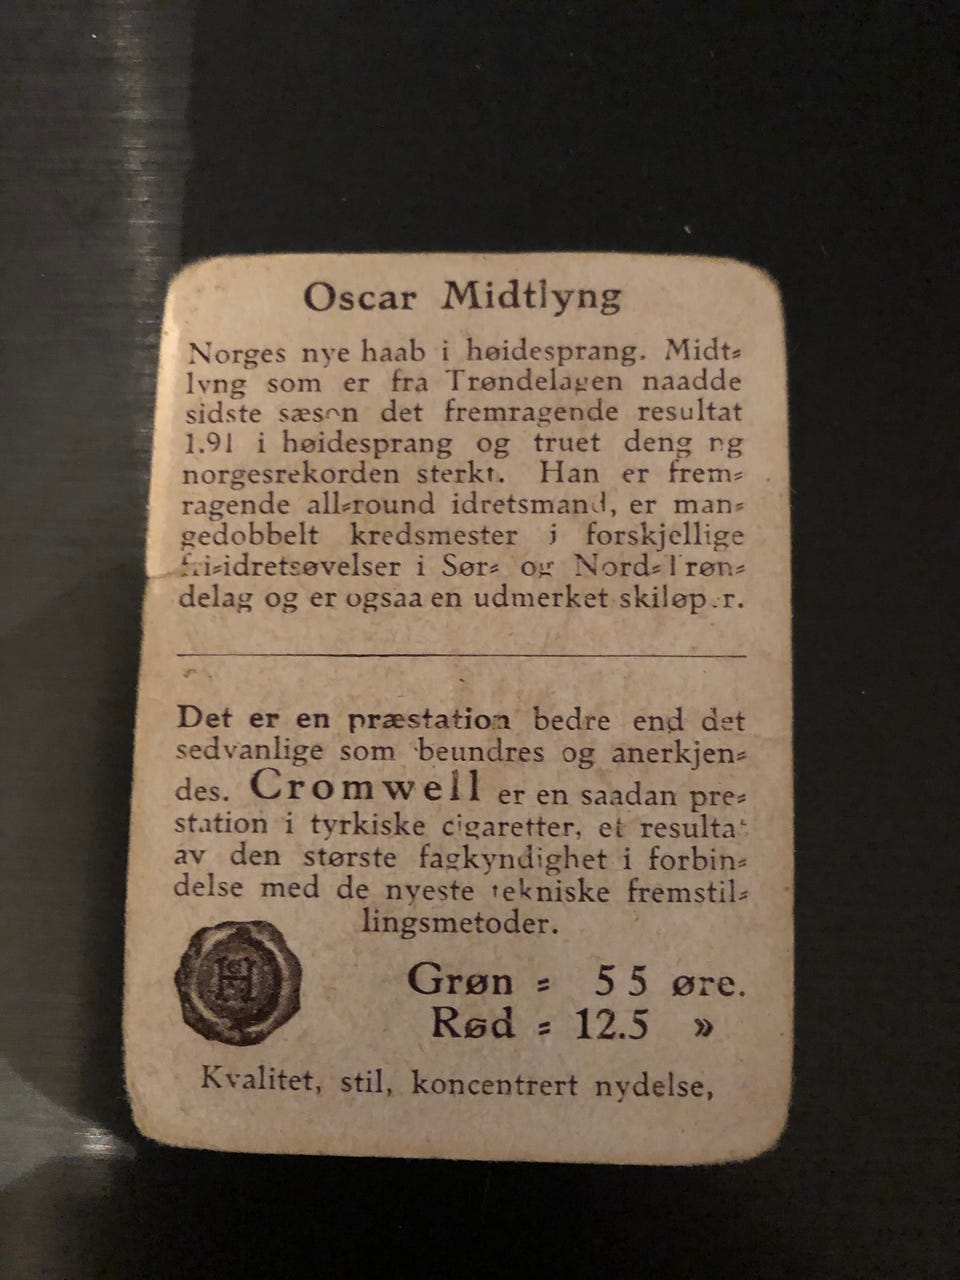 Oscar Midtlyng
Norges nye haab i høidesprang. Midt=
lyng som er fra Trøndelagen naadde
sidste sæson det fremragende resultat
1.91 i høidesprang og truet deng ng
norgesrekorden sterkt. Han er frem=
ragende all=round idretsmand, er man=
gedobbelt kredsmester i forskjellige
fri=idretsøvelser i Sør= og Nord=Trøn=
delag og er ogsaa en udmerket skiløper.
Det er en præstation bedre end det
sedvanlige som beundres og anerkjen=
des. Cromwell er en saadan pre=
station i tyrkiske cigaretter, et resultat
av den største fagkyndighet i forbin=
delse med de nyeste tekniske fremstil=
lingsmetoder.
H
Grøn = 55 øre.
Rød = 12.5 »
Kvalitet, stil, koncentrert nydelse,